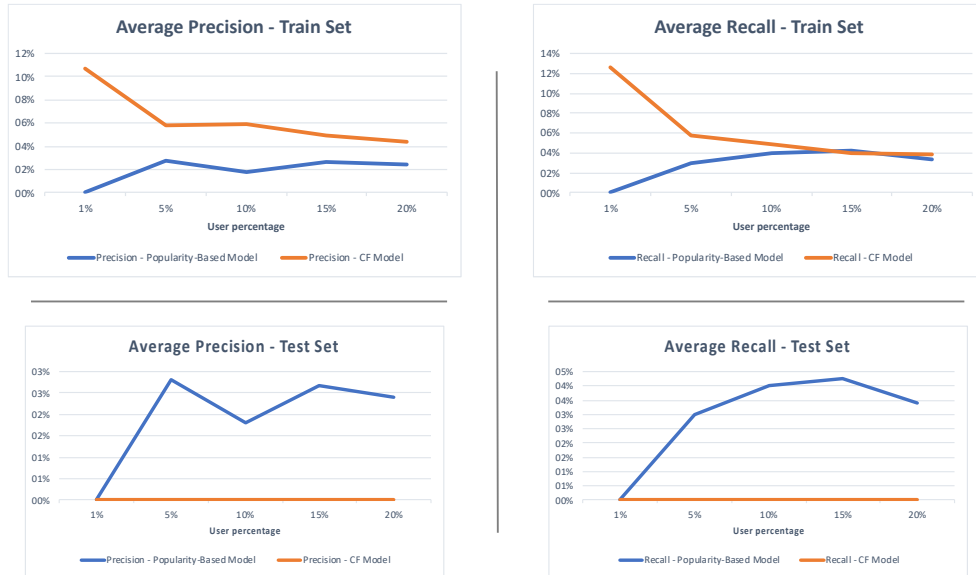 Average Precision - Train Set
12%
10%
08%
06%
04%
02%
00%
1% 5% 10% 15% 20%
User percentage
Precision - Popularity-Based Model Precision - CF Model
Average Recall - Train Set
14%
12%
10%
08%
06%
04%
02%
00%
1% 5% 10% 15% 20%
User percentage
Recall - Popularity-Based Model Recall - CF Model
Average Precision - Test Set
03%
03%
02%
02%
01%
01%
00%
1% 5% 10% 15% 20%
User percentage
Precision - Popularity-Based Model Precision - CF Model
Average Recall - Test Set
05%
04%
04%
03%
03%
02%
02%
01%
01%
00%
1% 5% 10% 15% 20%
User percentage
Recall - Popularity-Based Model Recall - CF Model